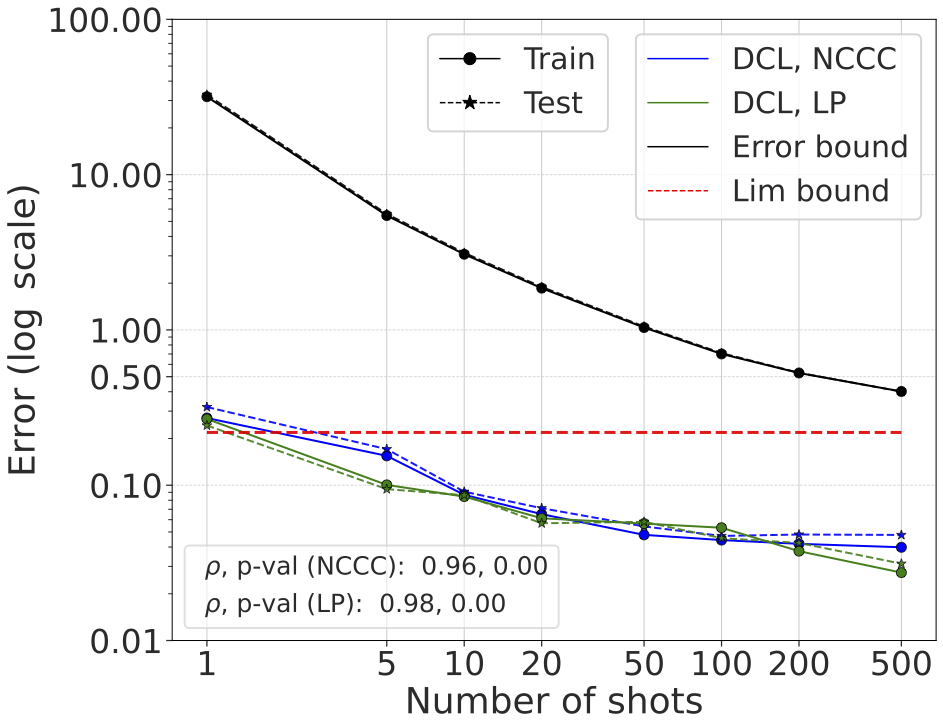 100.00
10.00
1.00
0.50
0.10
0.01
Error (log scale)
Train
Test
DCL, NCCC
DCL, LP
Error bound
Lim bound
ρ, p-val (NCCC): 0.96, 0.00
ρ, p-val (LP): 0.98, 0.00
1 5 10 20 50 100 200 500
Number of shots